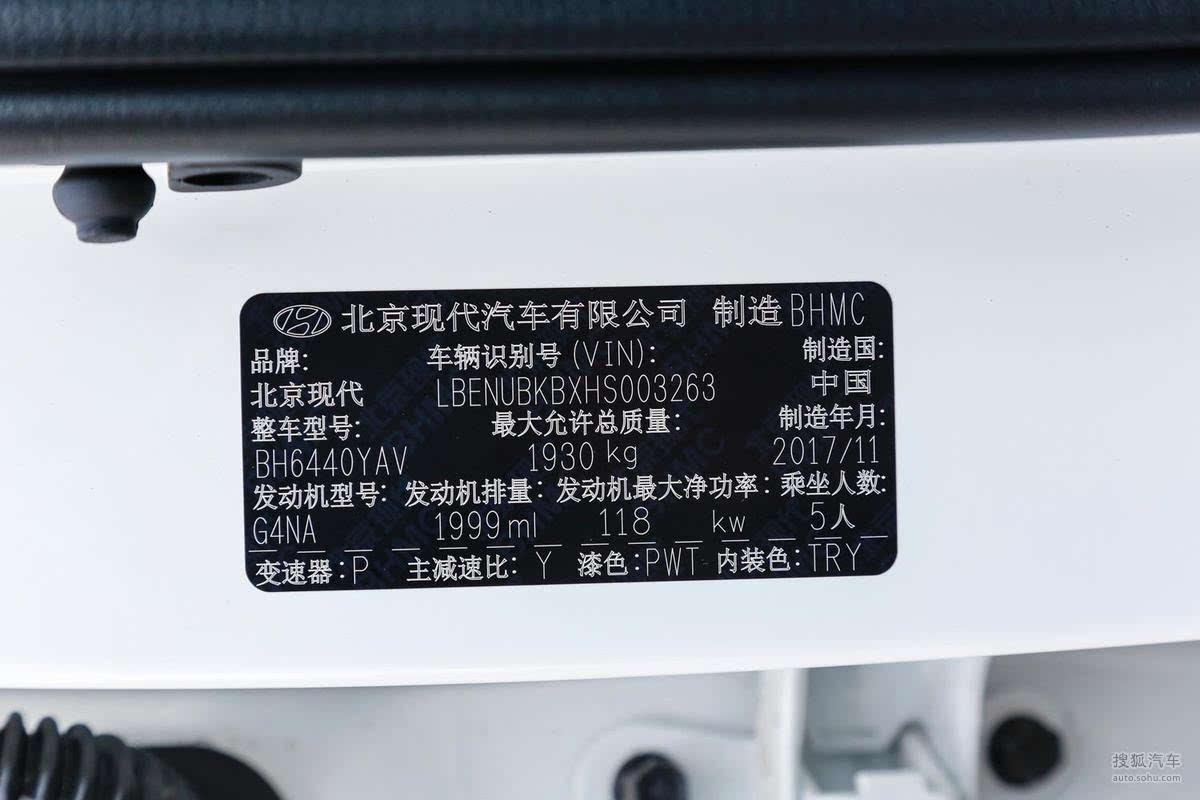 北京现代汽车有限公司 制造 BHMC
品牌: 车辆识别号(VIN): 制造国:
北京现代 LBENUBKBXHS003263 中国
整车型号: 最大允许总质量: 制造年月:
BH6440YAV 1930 kg 2017/11
发动机型号: 发动机排量: 发动机最大净功率: 乘坐人数:
G4NA 1999ml 118 kw 5人
变速器:P 主减速比: Y 漆色:PWT 内装色:TRY
搜狐汽车
auto.sohu.com